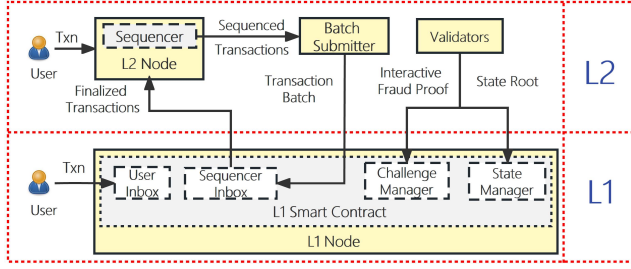 Txn
User
Sequencer
L2 Node
Sequenced
Transactions
Batch
Submitter
Validators
Finalized
Transactions
Transaction
Batch
Interactive
Fraud Proof
State Root
L2
Txn
User
User
Inbox
Sequencer
Inbox
Challenge
Manager
State
Manager
L1 Smart Contract
L1 Node
L1